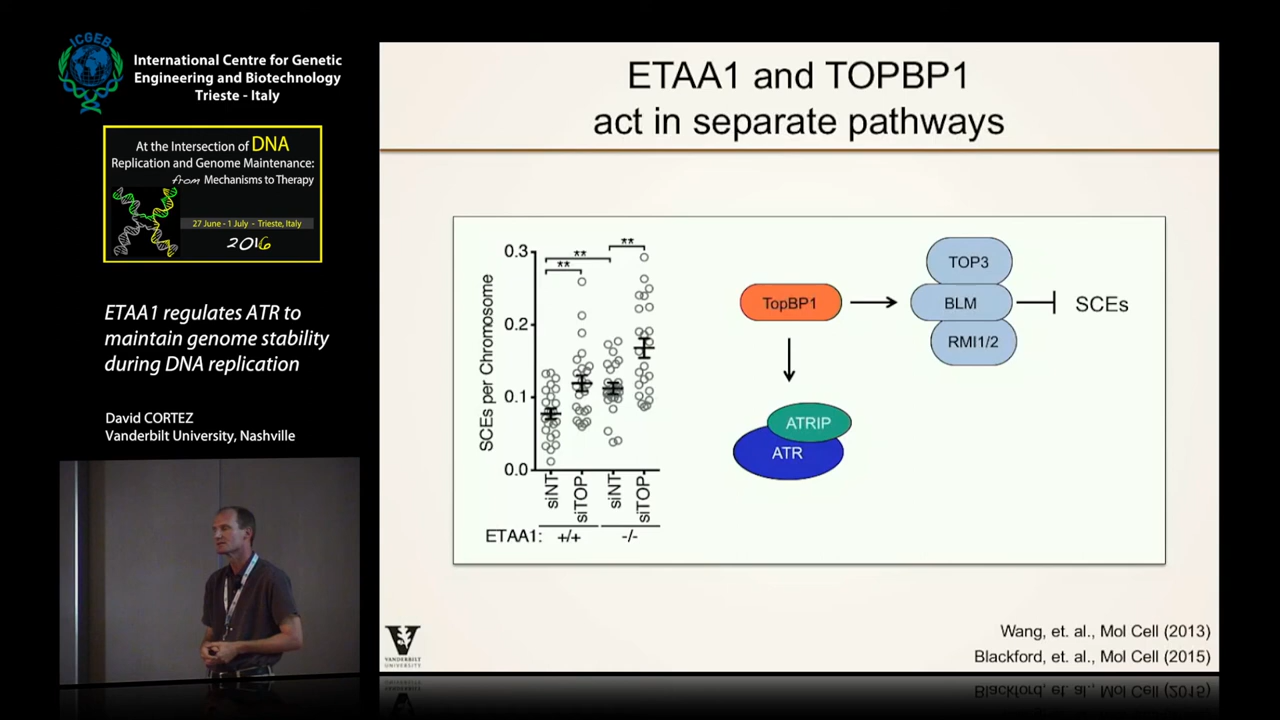 ICGEB
International Centre for Genetic
Engineering and Biotechnology
Trieste - Italy
At the Intersection of DNA
Replication and Genome Maintenance:
from Mechanisms to Therapy
27 June - 1 July - Trieste, Italy
2016
ETAA1 regulates ATR to
maintain genome stability
during DNA replication
David CORTEZ
Vanderbilt University, Nashville
ETAA1 and TOPBP1
act in separate pathways
SCEs per Chromosome
0.3
0.2
0.1
0.0
**
**
**
siNT
siTOP
siNT
siTOP
ETAA1: +/+ -/-
TopBP1
TOP3
BLM
RMI1/2
SCEs
ATRIP
ATR
VANDERBILT
UNIVERSITY
Wang, et. al., Mol Cell (2013)
Blackford, et. al., Mol Cell (2015)